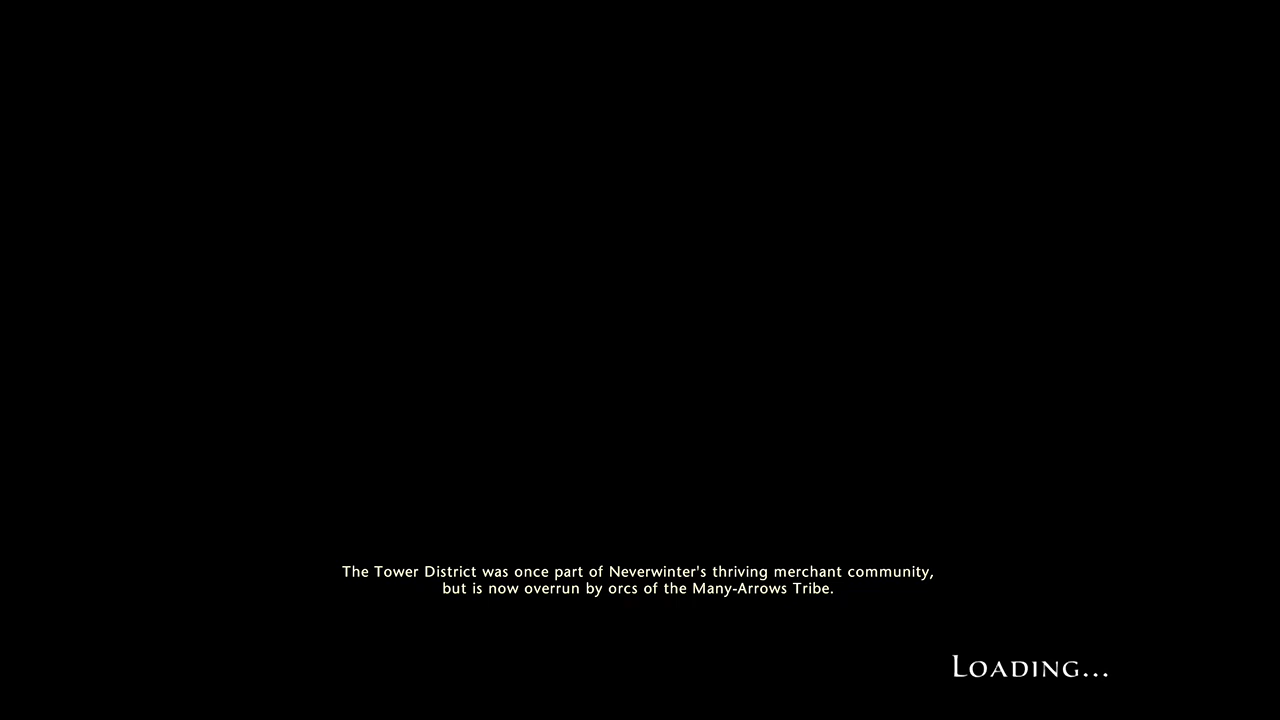 The Tower District was once part of Neverwinter's thriving merchant community,
but is now overrun by orcs of the Many-Arrows Tribe.
Loading...